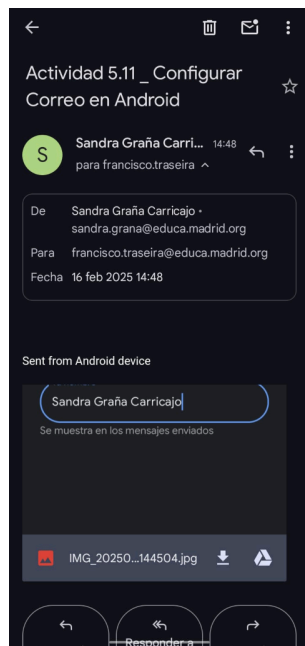 Actividad 5.11 _ Configurar
Correo en Android
S
Sandra Graña Carri... 14:48
para francisco.traseira
De Sandra Graña Carricajo •
sandra.grana@educa.madrid.org
Para francisco.traseira@educa.madrid.org
Fecha 16 feb 2025 14:48
Sent from Android device
Sandra Graña Carricajo
Se muestra en los mensajes enviados
IMG_20250...144504.jpg
Responder a